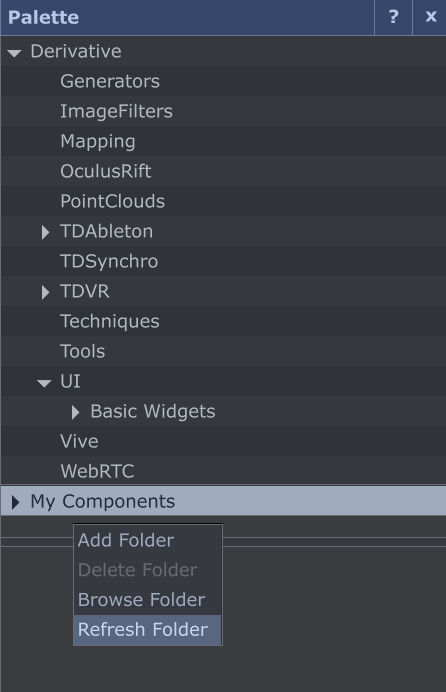 Palette ? x
Derivative
Generators
ImageFilters
Mapping
OculusRift
PointClouds
TDAbleton
TDSynchro
TDVR
Techniques
Tools
UI
Basic Widgets
Vive
WebRTC
My Components
Add Folder
Delete Folder
Browse Folder
Refresh Folder